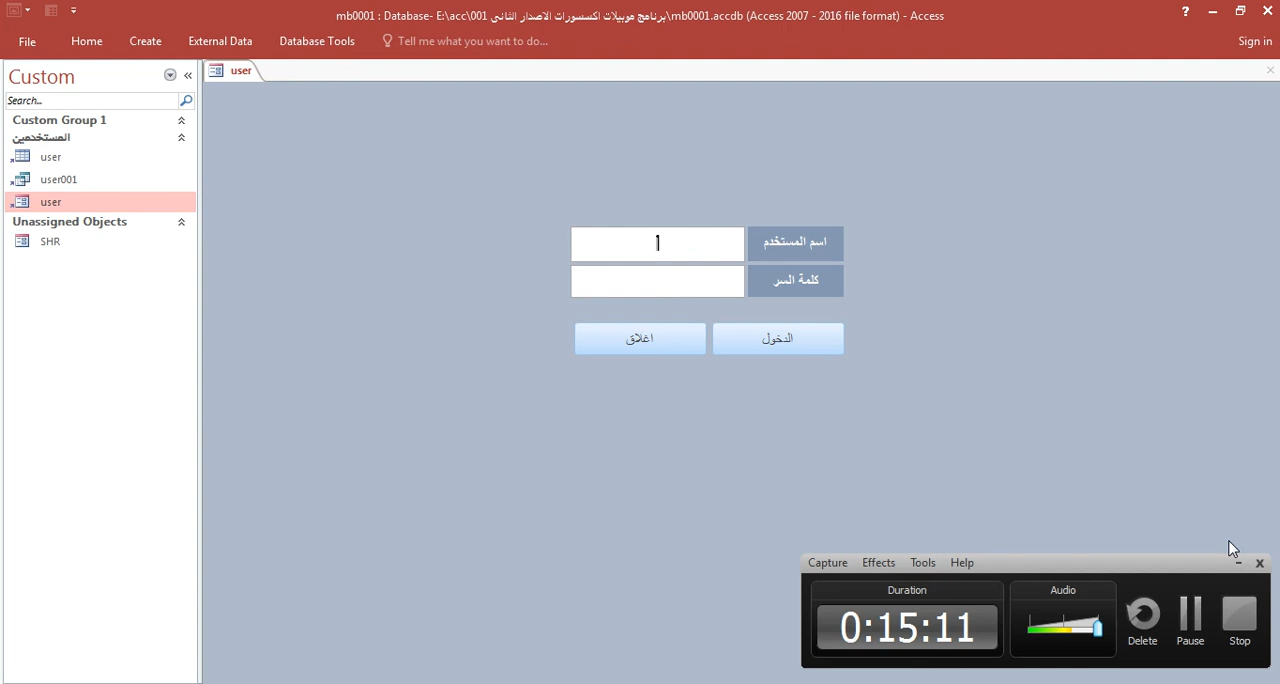 mb0001 : Database- E:\acc\001 برنامج موبيلات اكسسورات الاصدار الثانى\mb0001.accdb (Access 2007 - 2016 file format) - Access
File Home Create External Data Database Tools Tell me what you want to do... Sign in
Custom
user
Search...
Custom Group 1
المستخدمين
user
user001
user
Unassigned Objects
SHR
اسم المستخدم
كلمة السر
الدخول
اغلاق
Capture Effects Tools Help
Duration
Audio
0:15:11
Delete Pause Stop